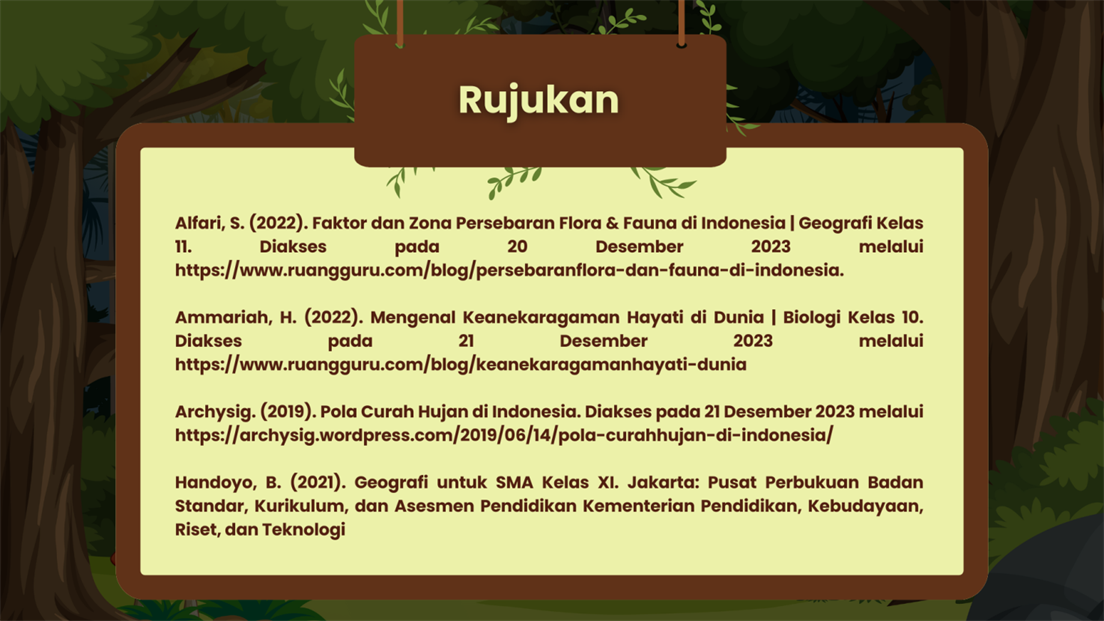 Rujukan
Alfari, S. (2022). Faktor dan Zona Persebaran Flora & Fauna di Indonesia | Geografi Kelas
11. Diakses pada 20 Desember 2023 melalui
https://www.ruangguru.com/blog/persebaranflora-dan-fauna-di-indonesia.
Ammariah, H. (2022). Mengenal Keanekaragaman Hayati di Dunia | Biologi Kelas 10.
Diakses pada 21 Desember 2023 melalui
https://www.ruangguru.com/blog/keanekaragamanhayati-dunia
Archysig. (2019). Pola Curah Hujan di Indonesia. Diakses pada 21 Desember 2023 melalui
https://archysig.wordpress.com/2019/06/14/pola-curahhujan-di-indonesia/
Handoyo, B. (2021). Geografi untuk SMA Kelas XI. Jakarta: Pusat Perbukuan Badan
Standar, Kurikulum, dan Asesmen Pendidikan Kementerian Pendidikan, Kebudayaan,
Riset, dan Teknologi